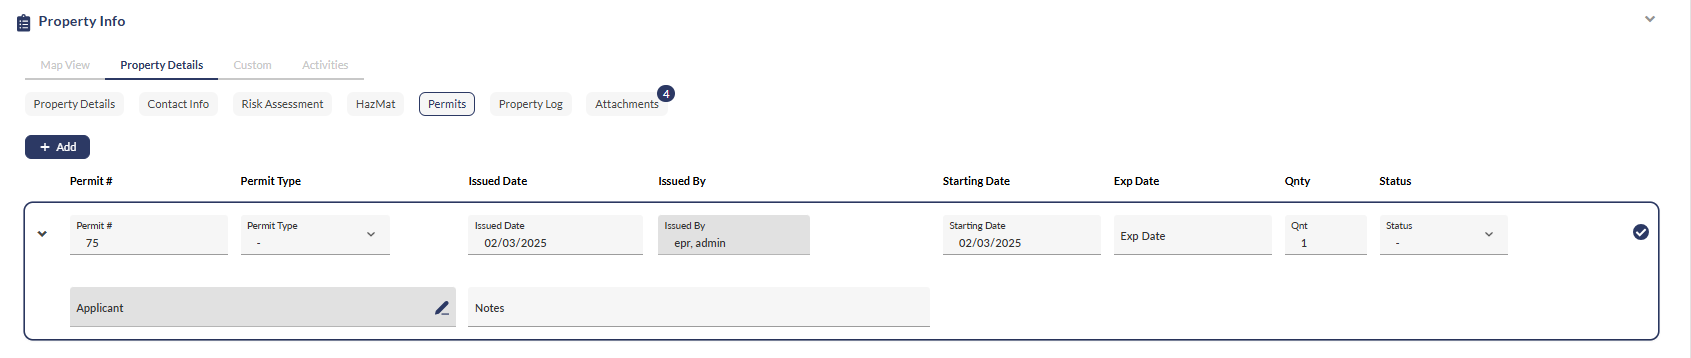 Property Info
Map View Property Details Custom Activities
Property Details Contact Info Risk Assessment HazMat Permits Property Log Attachments 4
+ Add
Permit # Permit Type Issued Date Issued By Starting Date Exp Date Qnty Status
Permit # Permit Type Issued Date Issued By Starting Date Exp Date Qnt Status
75 - 02/03/2025 epr, admin 02/03/2025 1 -
Applicant Notes